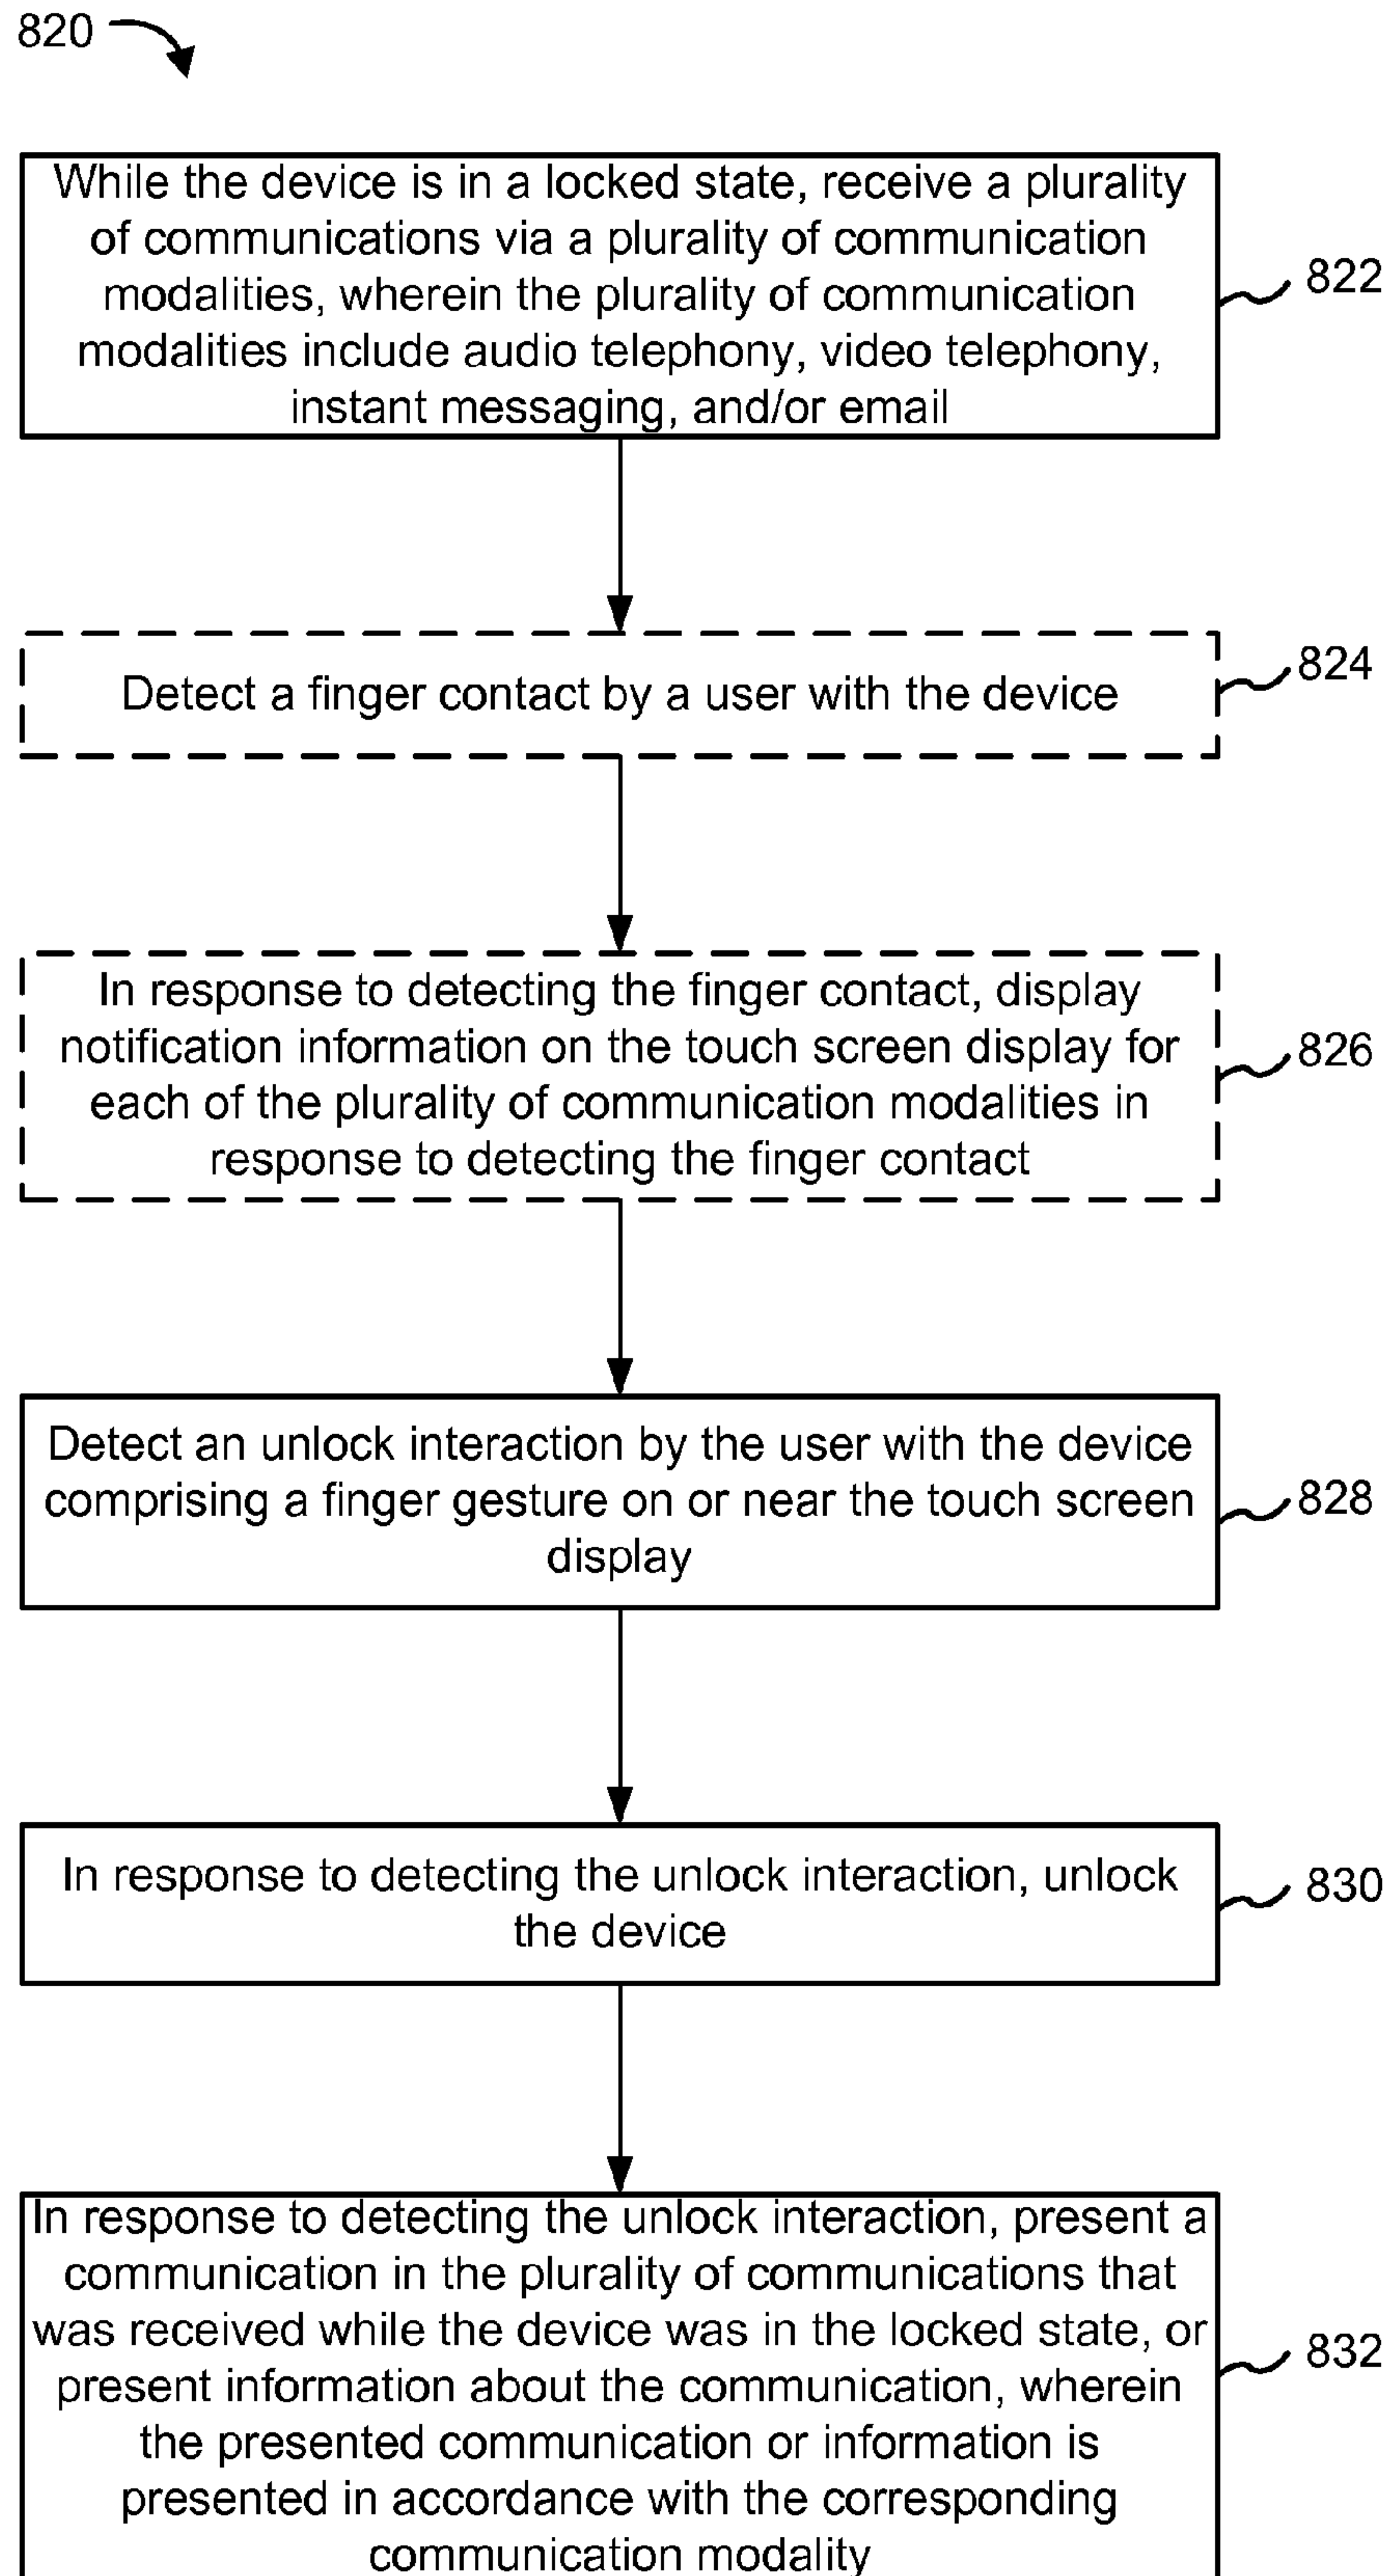 820
While the device is in a locked state, receive a plurality
of communications via a plurality of communication
modalities, wherein the plurality of communication
modalities include audio telephony, video telephony,
instant messaging, and/or email
822
Detect a finger contact by a user with the device
824
In response to detecting the finger contact, display
notification information on the touch screen display for
each of the plurality of communication modalities in
response to detecting the finger contact
826
Detect an unlock interaction by the user with the device
comprising a finger gesture on or near the touch screen
display
828
In response to detecting the unlock interaction, unlock
the device
830
In response to detecting the unlock interaction, present a
communication in the plurality of communications that
was received while the device was in the locked state, or
present information about the communication, wherein
the presented communication or information is
presented in accordance with the corresponding
communication modality
832